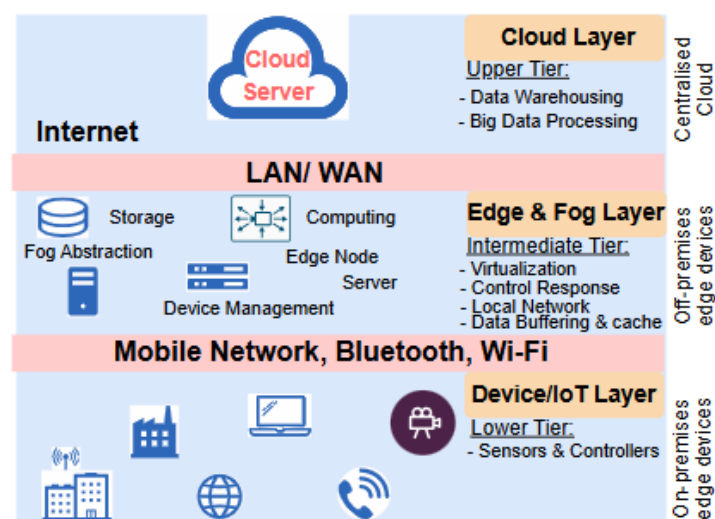 Cloud
Server
Internet
Cloud Layer
Upper Tier:
- Data Warehousing
- Big Data Processing
Centralised
Cloud
LAN/ WAN
Storage
Computing
Fog Abstraction
Edge Node
Server
Device Management
Edge & Fog Layer
Intermediate Tier:
- Virtualization
- Control Response
- Local Network
- Data Buffering & cache
Off-premises
edge devices
Mobile Network, Bluetooth, Wi-Fi
Device/IoT Layer
Lower Tier:
- Sensors & Controllers
On-premises
edge devices